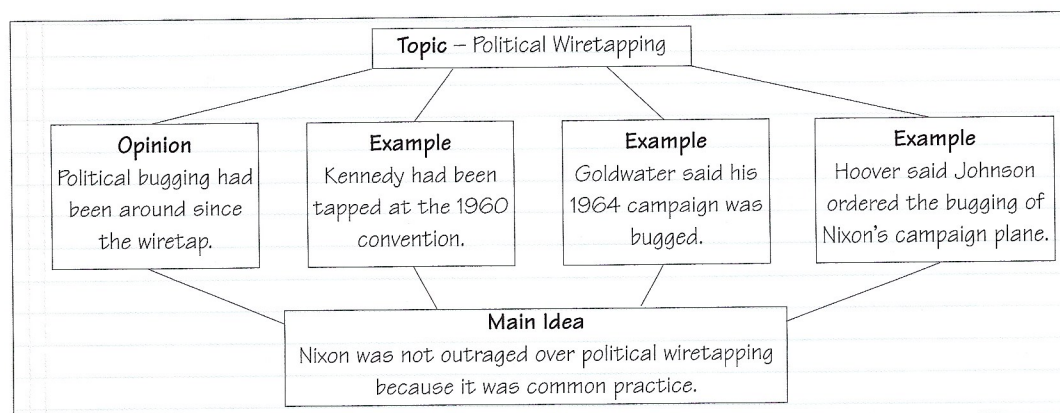 Topic – Political Wiretapping
Opinion
Political bugging had
been around since
the wiretap.
Example
Kennedy had been
tapped at the 1960
convention.
Example
Goldwater said his
1964 campaign was
bugged.
Example
Hoover said Johnson
ordered the bugging of
Nixon's campaign plane.
Main Idea
Nixon was not outraged over political wiretapping
because it was common practice.